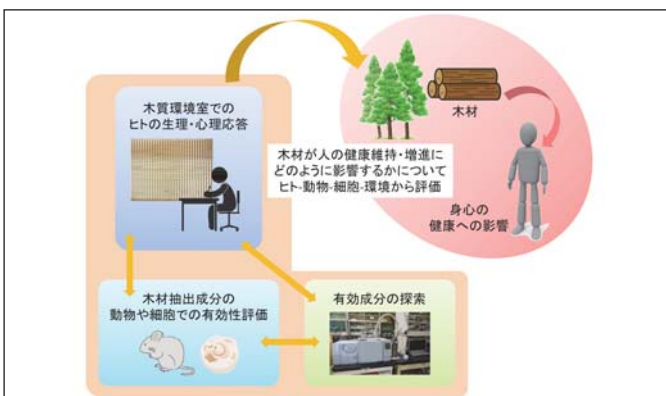 木質環境室での
ヒトの生理・心理応答
木材
木材が人の健康維持・増進に
どのように影響するかについて
ヒト-動物-細胞-環境から評価
身心の
健康への影響
木材抽出成分の
動物や細胞での有効性評価
有効成分の探索